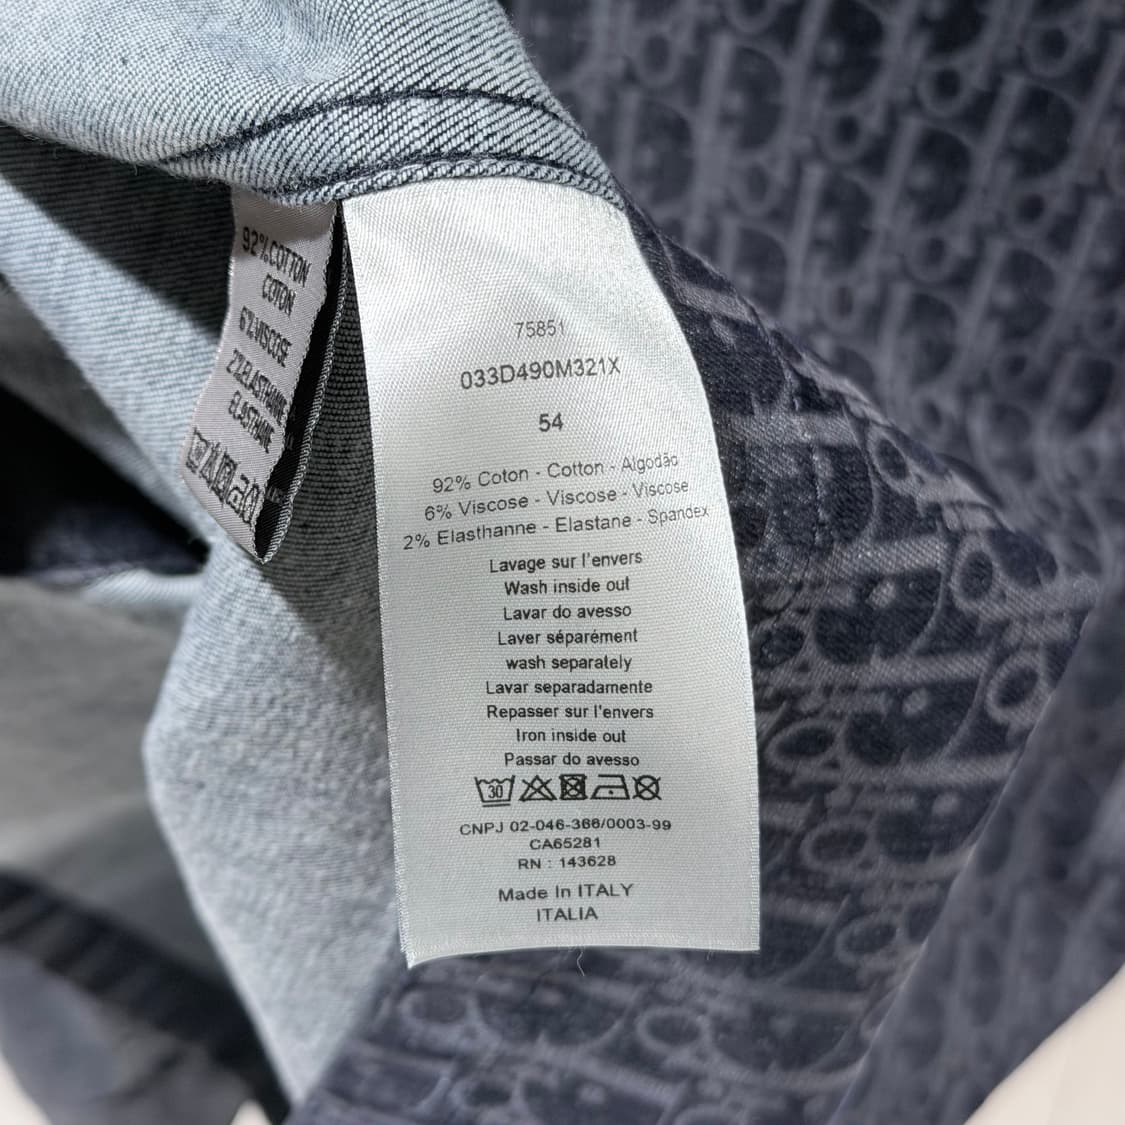 92% COTTON
COTON
6% VISCOSE
2% ELASTHANNE
ELASTHANE
75851
033D490M321X
54
92% Coton - Cotton - Algodão
6% Viscose - Viscose - Viscose
2% Elasthanne - Elastane - Spandex
Lavage sur l'envers
Wash inside out
Lavar do avesso
Laver séparément
wash separately
Lavar separadamente
Repasser sur l'envers
Iron inside out
Passar do avesso
30
CNPJ 02-046-366/0003-99
CA65281
RN : 143628
Made In ITALY
ITALIA